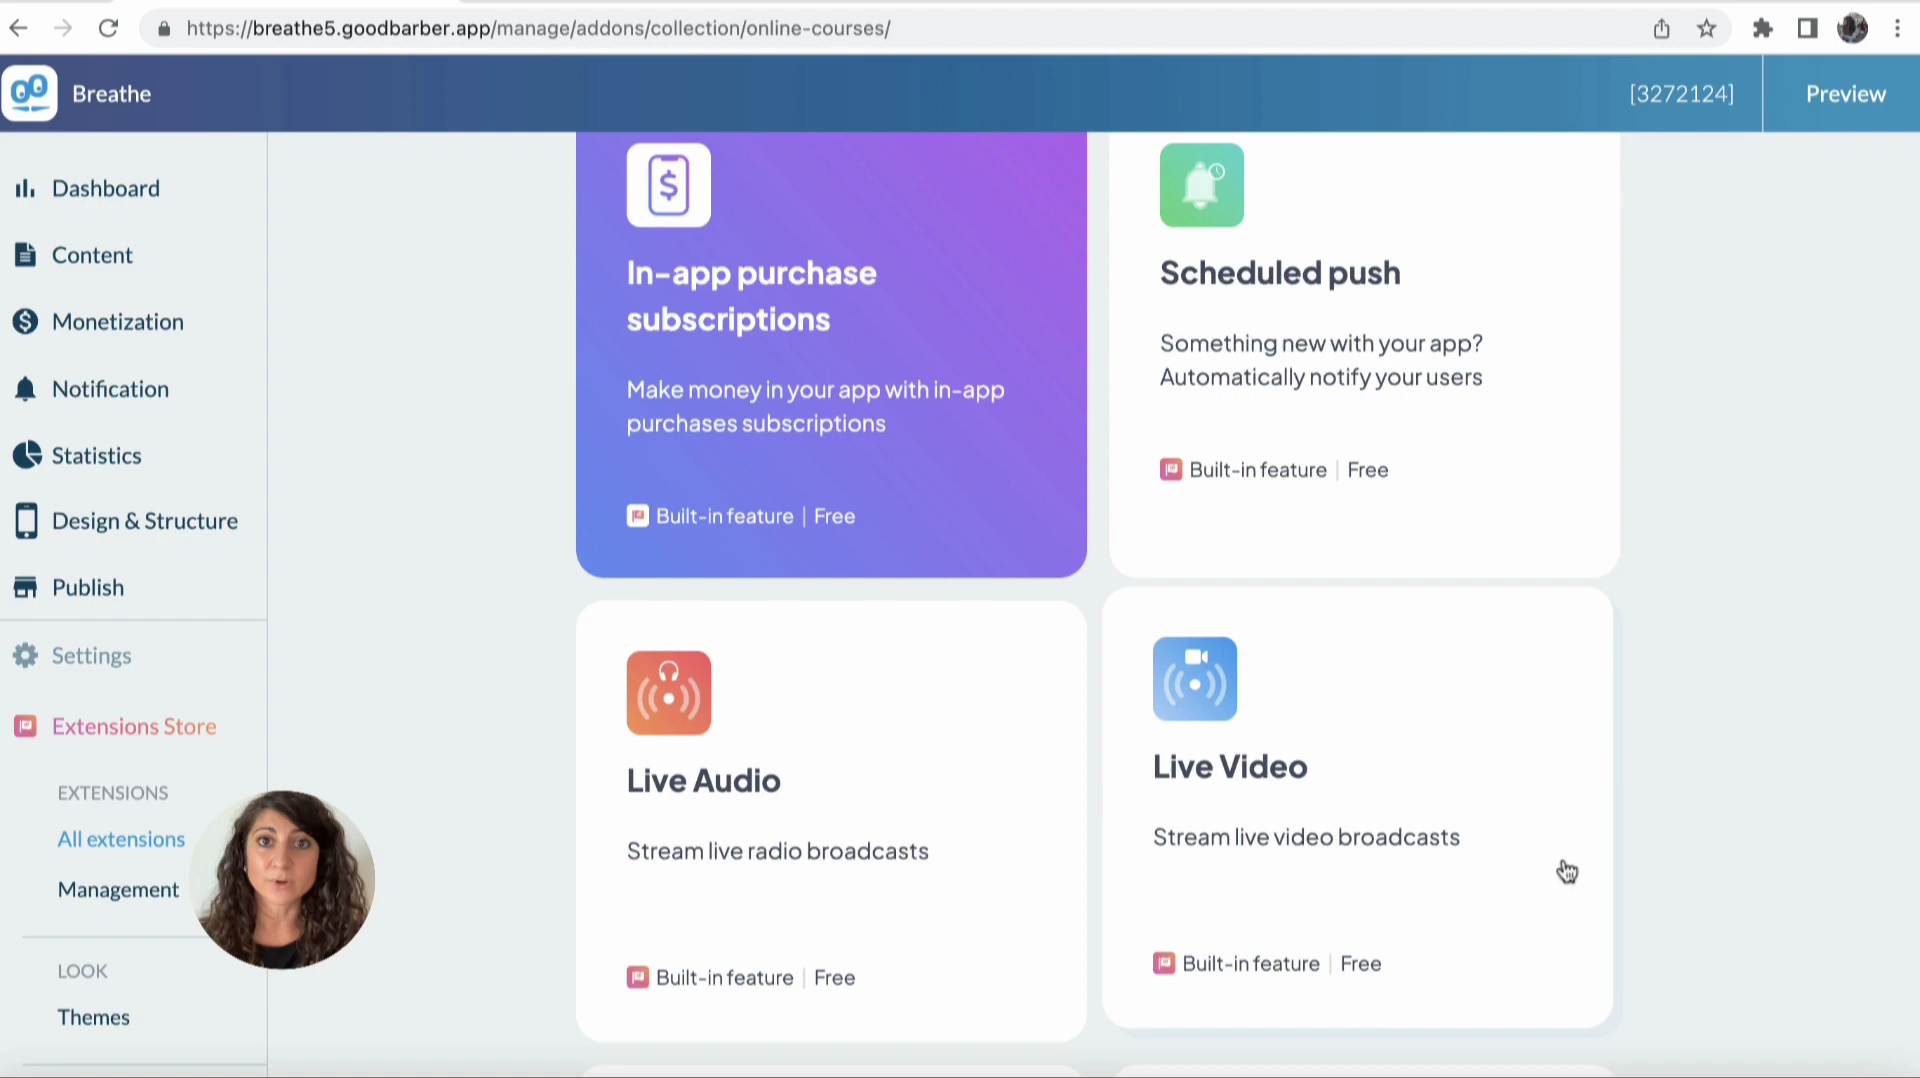 https://breathe5.goodbarber.app/manage/addons/collection/online-courses/
Breathe
[3272124]
Preview
Dashboard
Content
Monetization
Notification
Statistics
Design & Structure
Publish
Settings
Extensions Store
EXTENSIONS
All extensions
Management
LOOK
Themes
In-app purchase
subscriptions
Make money in your app with in-app
purchases subscriptions
Built-in feature | Free
Scheduled push
Something new with your app?
Automatically notify your users
Built-in feature | Free
Live Audio
Stream live radio broadcasts
Built-in feature | Free
Live Video
Stream live video broadcasts
Built-in feature | Free